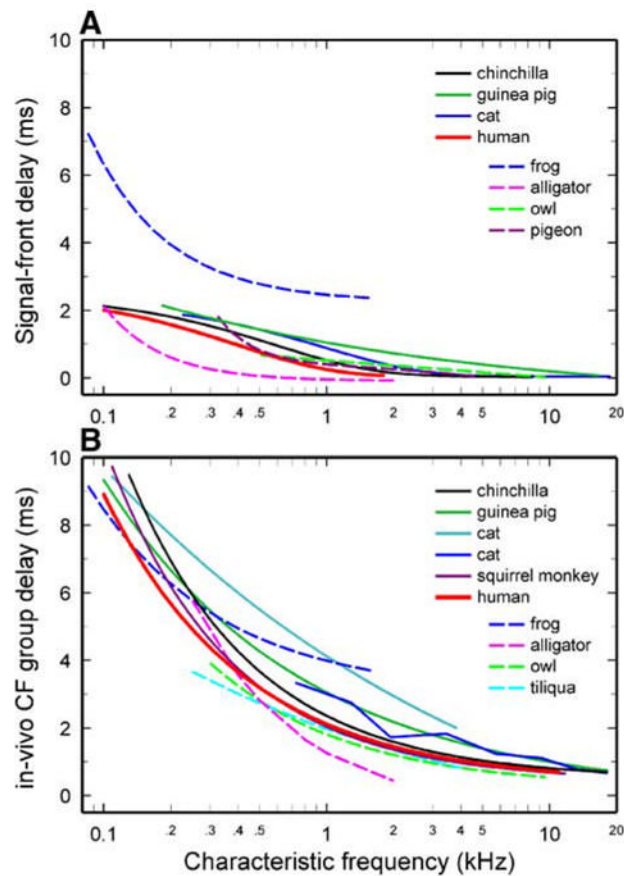 A
Signal-front delay (ms)
10
8
6
4
2
0
chinchilla
guinea pig
cat
human
frog
alligator
owl
pigeon
0.1 .2 .3 .4 .5 1 2 3 4 5 10 20
B
in-vivo CF group delay (ms)
10
8
6
4
2
0
chinchilla
guinea pig
cat
cat
squirrel monkey
human
frog
alligator
owl
tiliqua
0.1 .2 .3 .4 .5 1 2 3 4 5 10 20
Characteristic frequency (kHz)